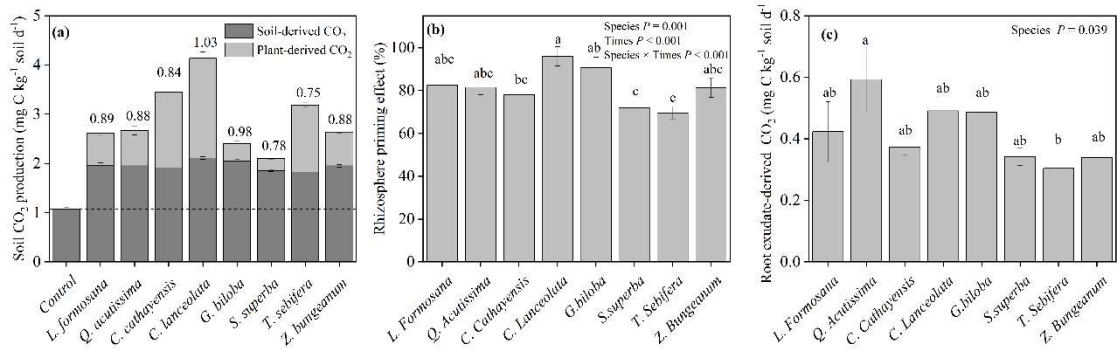 (a)
Soil-derived CO2
Plant-derived CO2
5
4
3
2
1
0
Soil CO2 production (mg C kg-1 soil d-1)
0.89
0.88
0.84
1.03
0.98
0.78
0.75
0.88
Control
L. formosana
Q. acutissima
C. cathayensis
C. lanceolata
G. biloba
S. superba
T. sebifera
Z. bungeanum
(b)
Species P = 0.001
Times P < 0.001
Species × Times P < 0.001
100
80
60
40
20
0
Rhizosphere priming effect (%)
abc
abc
bc
a
ab
c
c
abc
L. Formosana
Q. Acutissima
C. Cathayensis
C. Lanceolata
G.biloba
S.superba
T. Sebifera
Z. Bungeanum
(c)
Species P = 0.039
0.8
0.6
0.4
0.2
0.0
Root exudate-derived CO2 (mg C kg-1 soil d-1)
ab
a
ab
ab
ab
ab
b
ab
L. Formosana
Q. Acutissima
C. Cathayensis
C. Lanceolata
G.biloba
S.superba
T. Sebifera
Z. Bungeanum